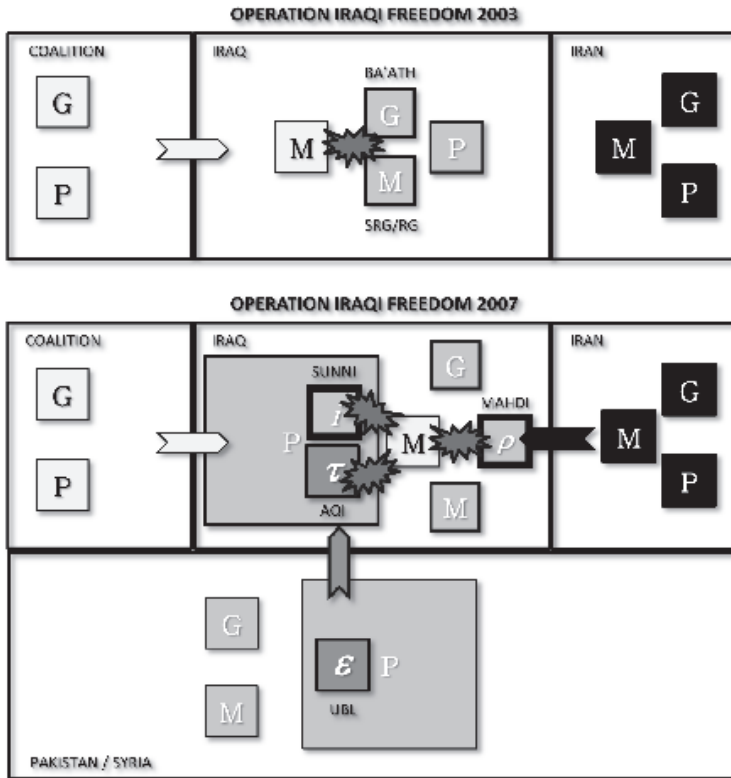 OPERATION IRAQI FREEDOM 2003
COALITION
IRAQ
IRAN
BA'ATH
G
G
G
M
P
M
P
M
P
SRG/RG
OPERATION IRAQI FREEDOM 2007
COALITION
IRAQ
IRAN
SUNNI
G
MAHDI
G
G
i
P
M
ρ
M
τ
P
M
P
AQI
G
ε
P
M
UBL
PAKISTAN / SYRIA